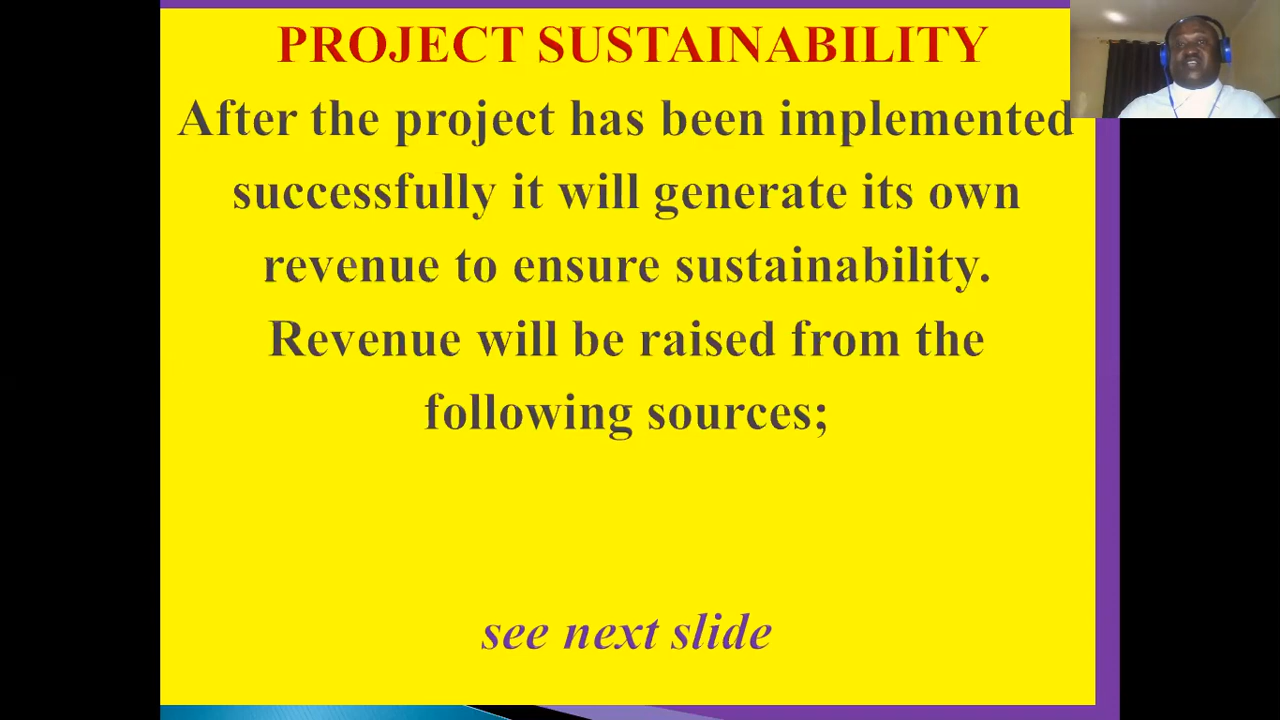 PROJECT SUSTAINABILITY
After the project has been implemented
successfully it will generate its own
revenue to ensure sustainability.
Revenue will be raised from the
following sources;
see next slide